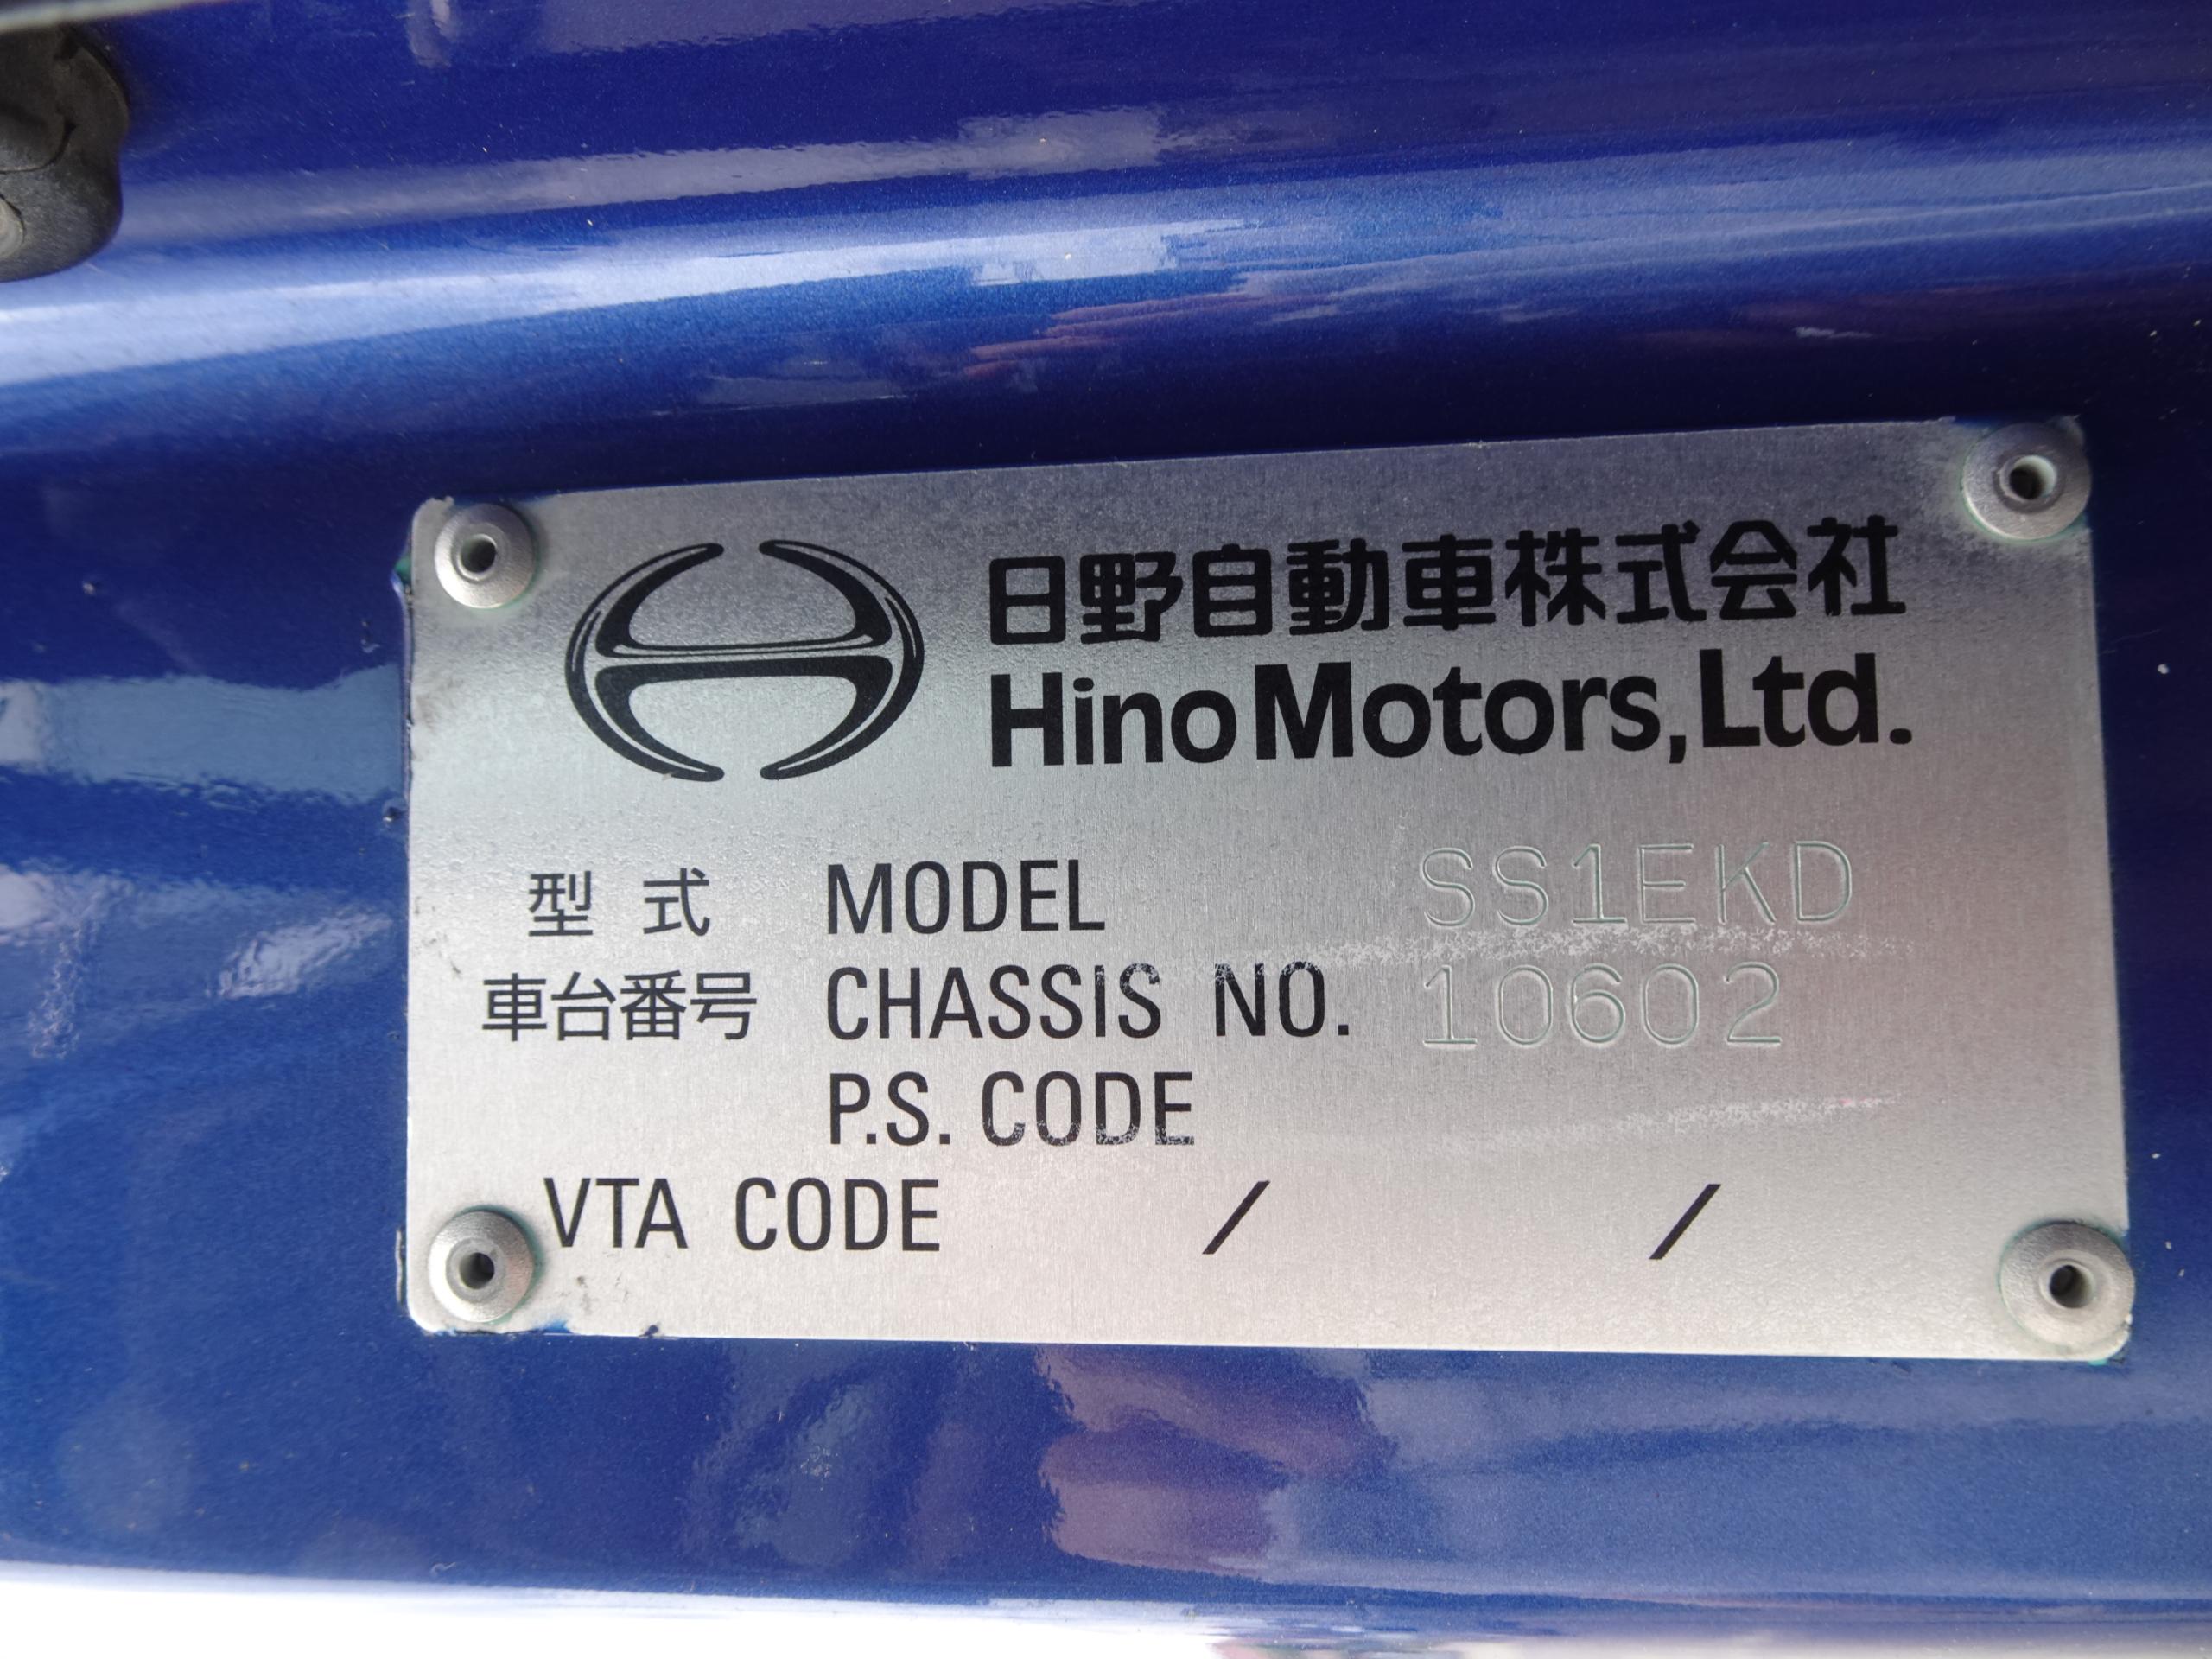 日野自動車株式会社
Hino Motors, Ltd.
型 式 MODEL SS1EKD
車台番号 CHASSIS NO. 10602
P.S. CODE
VTA CODE / /